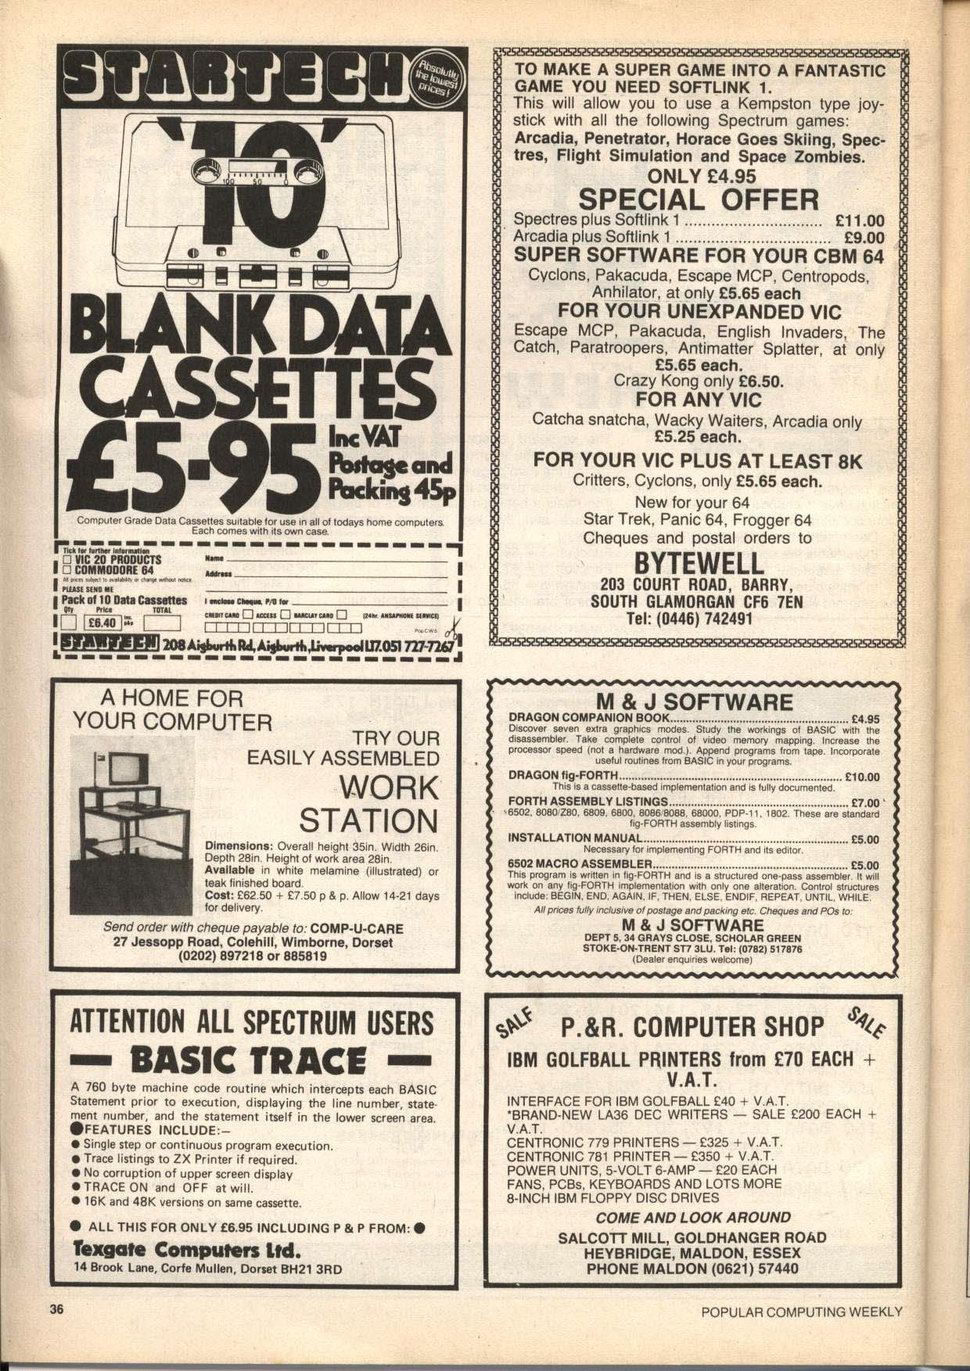 STARTECH
Absolutely
the lowest
prices!
'10'
100 50 0
BLANK DATA
CASSETTES
£5·95
Inc VAT
Postage and
Packing 45p
Computer Grade Data Cassettes suitable for use in all of todays home computers.
Each comes with its own case.
Tick for further information
VIC 20 PRODUCTS
COMMODORE 64
All prices subject to availability or change without notice
PLEASE SEND ME
Pack of 10 Data Cassettes
Qty Price TOTAL
£6.40 inc. p&p
Name
Address
I enclose Cheque, P/O for
CREDIT CARD ACCESS BARCLAY CARD (24hr. ANSAPHONE SERVICE)
STARTECH 208 Aigburth Rd, Aigburth, Liverpool L17. 051 727-7267
TO MAKE A SUPER GAME INTO A FANTASTIC
GAME YOU NEED SOFTLINK 1.
This will allow you to use a Kempston type joy-
stick with all the following Spectrum games:
Arcadia, Penetrator, Horace Goes Skiing, Spec-
tres, Flight Simulation and Space Zombies.
ONLY £4.95
SPECIAL OFFER
Spectres plus Softlink 1 .............................. £11.00
Arcadia plus Softlink 1 .................................. £9.00
SUPER SOFTWARE FOR YOUR CBM 64
Cyclons, Pakacuda, Escape MCP, Centropods,
Anhilator, at only £5.65 each
FOR YOUR UNEXPANDED VIC
Escape MCP, Pakacuda, English Invaders, The
Catch, Paratroopers, Antimatter Splatter, at only
£5.65 each.
Crazy Kong only £6.50.
FOR ANY VIC
Catcha snatcha, Wacky Waiters, Arcadia only
£5.25 each.
FOR YOUR VIC PLUS AT LEAST 8K
Critters, Cyclons, only £5.65 each.
New for your 64
Star Trek, Panic 64, Frogger 64
Cheques and postal orders to
BYTEWELL
203 COURT ROAD, BARRY,
SOUTH GLAMORGAN CF6 7EN
Tel: (0446) 742491
A HOME FOR
YOUR COMPUTER
TRY OUR
EASILY ASSEMBLED
WORK
STATION
Dimensions: Overall height 35in. Width 26in.
Depth 28in. Height of work area 28in.
Available in white melamine (illustrated) or
teak finished board.
Cost: £62.50 + £7.50 p & p. Allow 14-21 days
for delivery.
Send order with cheque payable to: COMP-U-CARE
27 Jessopp Road, Colehill, Wimborne, Dorset
(0202) 897218 or 885819
M & J SOFTWARE
DRAGON COMPANION BOOK.................................................. £4.95
Discover seven extra graphics modes. Study the workings of BASIC with the
disassembler. Take complete control of video memory mapping. Increase the
processor speed (not a hardware mod.). Append programs from tape. Incorporate
useful routines from BASIC in your programs.
DRAGON fig-FORTH.................................................. £10.00
This is a cassette-based implementation and is fully documented.
FORTH ASSEMBLY LISTINGS.................................................. £7.00
6502, 8080/Z80, 6809, 6800, 8086/8088, 68000, PDP-11, 1802. These are standard
fig-FORTH assembly listings.
INSTALLATION MANUAL.................................................. £5.00
Necessary for implementing FORTH and its editor.
6502 MACRO ASSEMBLER.................................................. £5.00
This program is written in fig-FORTH and is a structured one-pass assembler. It will
work on any fig-FORTH implementation with only one alteration. Control structures
include: BEGIN, END, AGAIN, IF, THEN, ELSE, ENDIF, REPEAT, UNTIL, WHILE.
All prices fully inclusive of postage and packing etc. Cheques and POs to:
M & J SOFTWARE
DEPT 5, 34 GRAYS CLOSE, SCHOLAR GREEN
STOKE-ON-TRENT ST7 3LU. Tel: (0782) 517876
(Dealer enquiries welcome)
ATTENTION ALL SPECTRUM USERS
— BASIC TRACE —
A 760 byte machine code routine which intercepts each BASIC
Statement prior to execution, displaying the line number, state-
ment number, and the statement itself in the lower screen area.
● FEATURES INCLUDE:—
● Single step or continuous program execution.
● Trace listings to ZX Printer if required.
● No corruption of upper screen display
● TRACE ON and OFF at will.
● 16K and 48K versions on same cassette.
● ALL THIS FOR ONLY £6.95 INCLUDING P & P FROM: ●
Texgate Computers Ltd.
14 Brook Lane, Corfe Mullen, Dorset BH21 3RD
SALE P.&R. COMPUTER SHOP SALE
IBM GOLFBALL PRINTERS from £70 EACH +
V.A.T.
INTERFACE FOR IBM GOLFBALL £40 + V.A.T.
*BRAND-NEW LA36 DEC WRITERS — SALE £200 EACH +
V.A.T.
CENTRONIC 779 PRINTERS — £325 + V.A.T.
CENTRONIC 781 PRINTER — £350 + V.A.T.
POWER UNITS, 5-VOLT 6-AMP — £20 EACH
FANS, PCBs, KEYBOARDS AND LOTS MORE
8-INCH IBM FLOPPY DISC DRIVES
COME AND LOOK AROUND
SALCOTT MILL, GOLDHANGER ROAD
HEYBRIDGE, MALDON, ESSEX
PHONE MALDON (0621) 57440
36
POPULAR COMPUTING WEEKLY